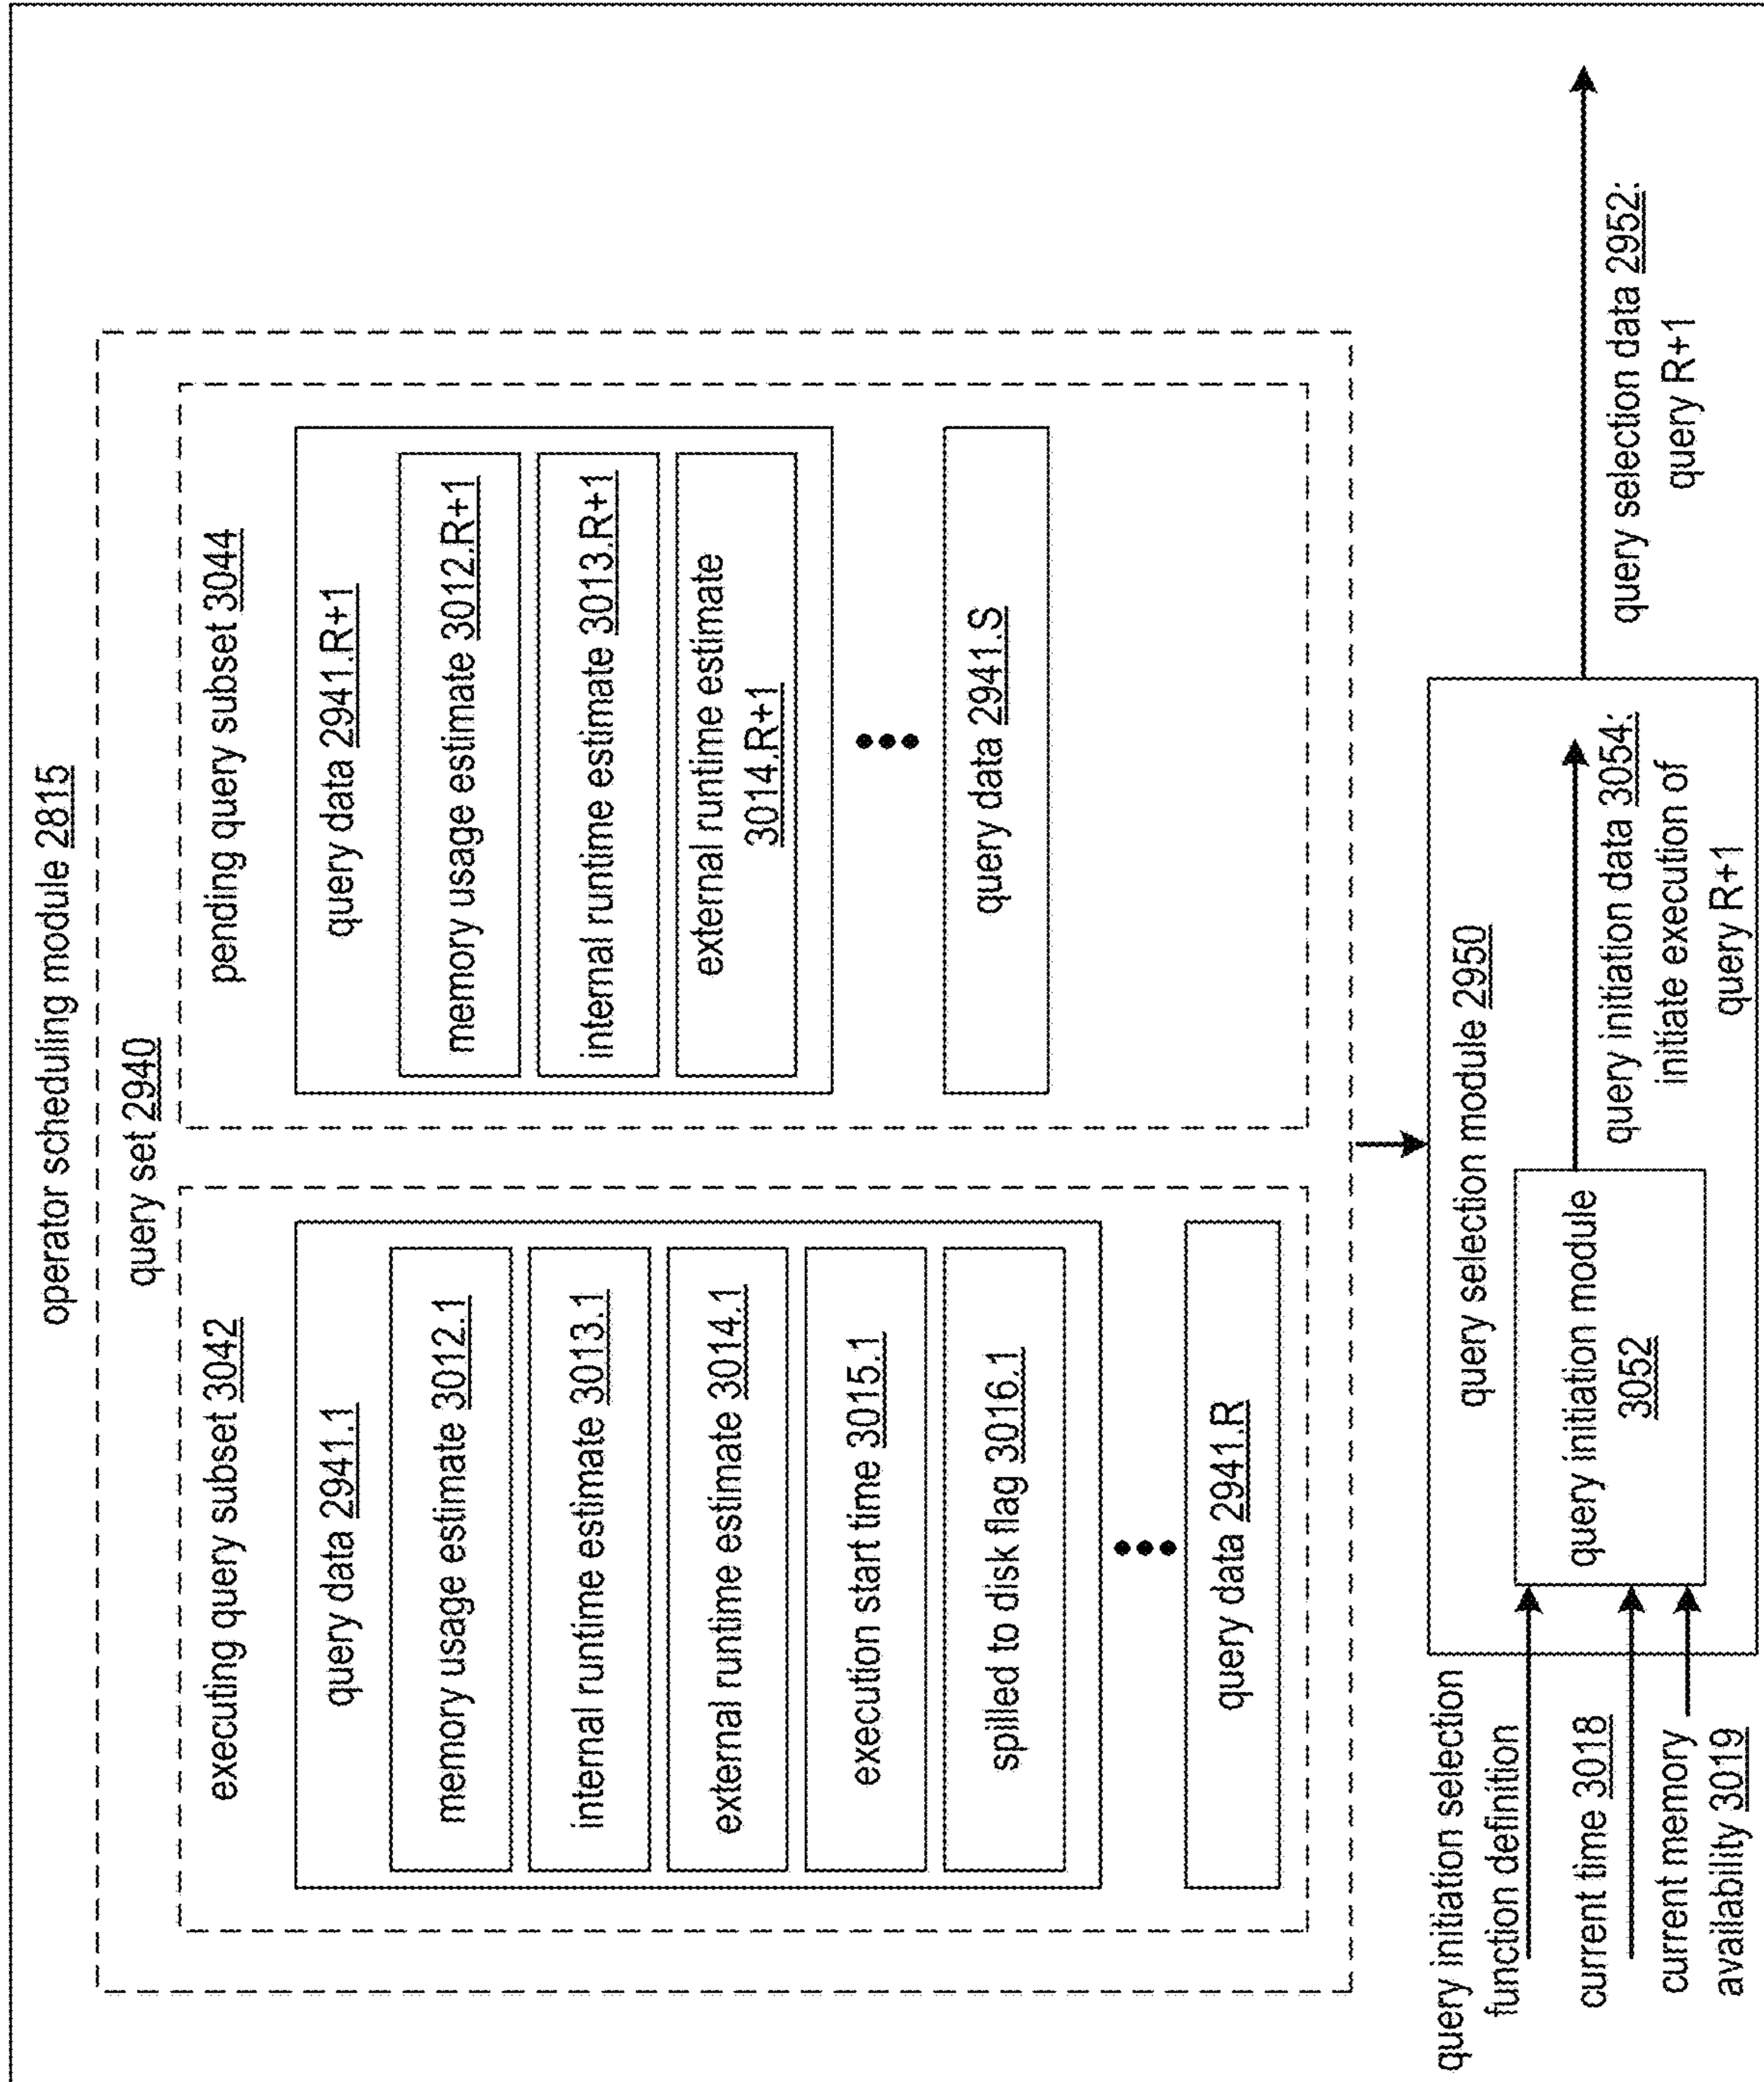 operator scheduling module 2815
query set 2940
executing query subset 3042
query data 2941.1
memory usage estimate 3012.1
internal runtime estimate 3013.1
external runtime estimate 3014.1
execution start time 3015.1
spilled to disk flag 3016.1
query data 2941.R
pending query subset 3044
query data 2941.R+1
memory usage estimate 3012.R+1
internal runtime estimate 3013.R+1
external runtime estimate
3014.R+1
query data 2941.S
query initiation selection
function definition
current time 3018
current memory
availability 3019
query selection module 2950
query initiation module
3052
query initiation data 3054:
initiate execution of
query R+1
query selection data 2952:
query R+1